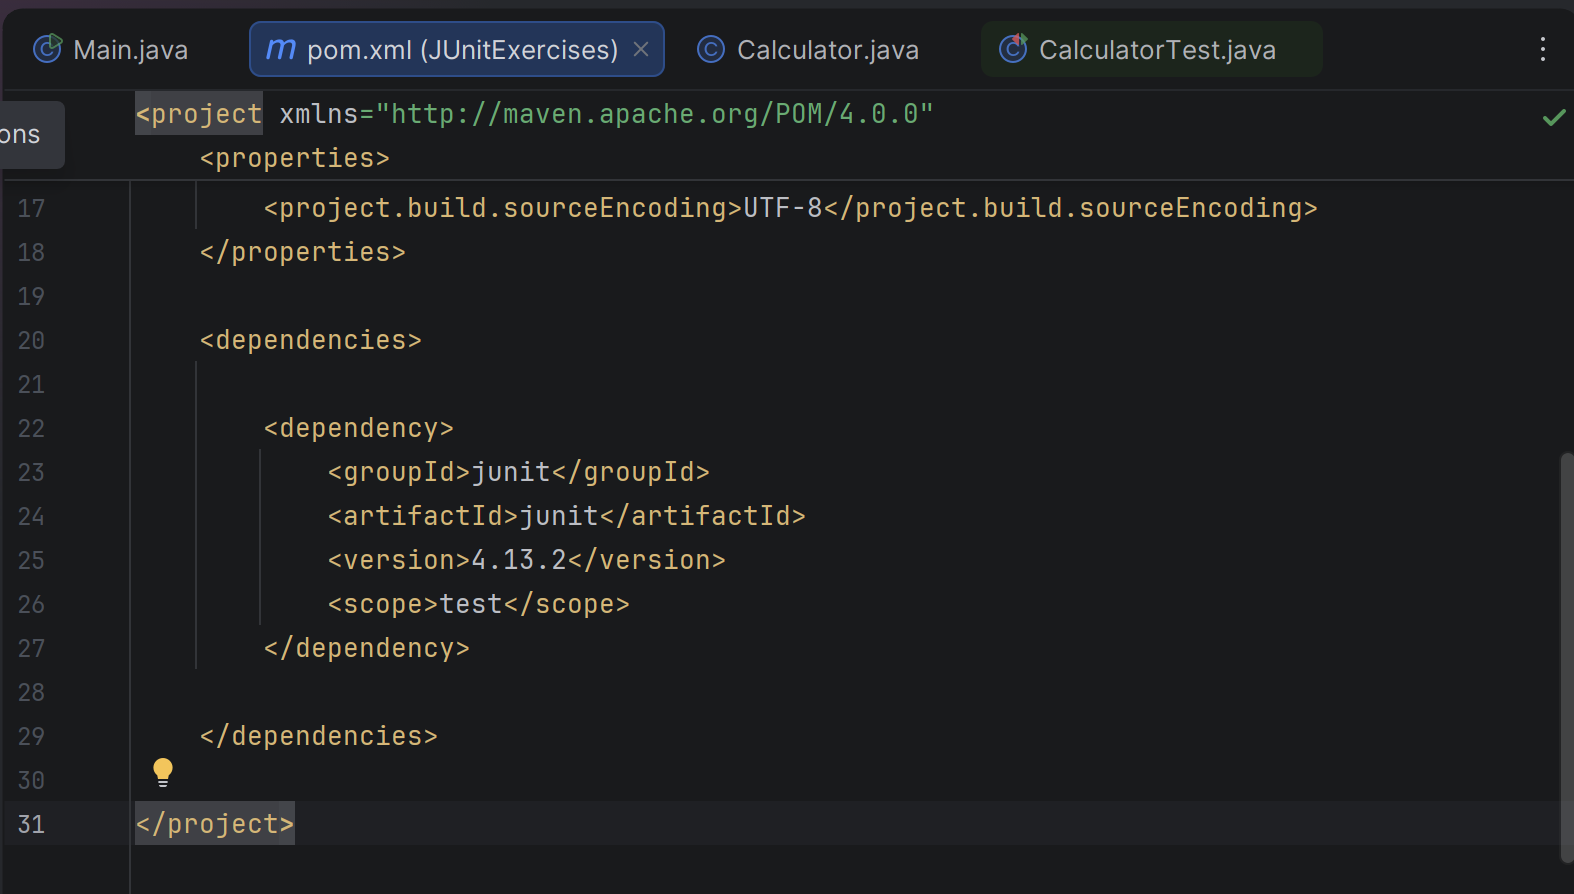 Main.java
pom.xml (JUnitExercises)
Calculator.java
CalculatorTest.java
ons
<project xmlns="http://maven.apache.org/POM/4.0.0"
<properties>
17 <project.build.sourceEncoding>UTF-8</project.build.sourceEncoding>
18 </properties>
19
20 <dependencies>
21
22 <dependency>
23 <groupId>junit</groupId>
24 <artifactId>junit</artifactId>
25 <version>4.13.2</version>
26 <scope>test</scope>
27 </dependency>
28
29 </dependencies>
30
31 </project>